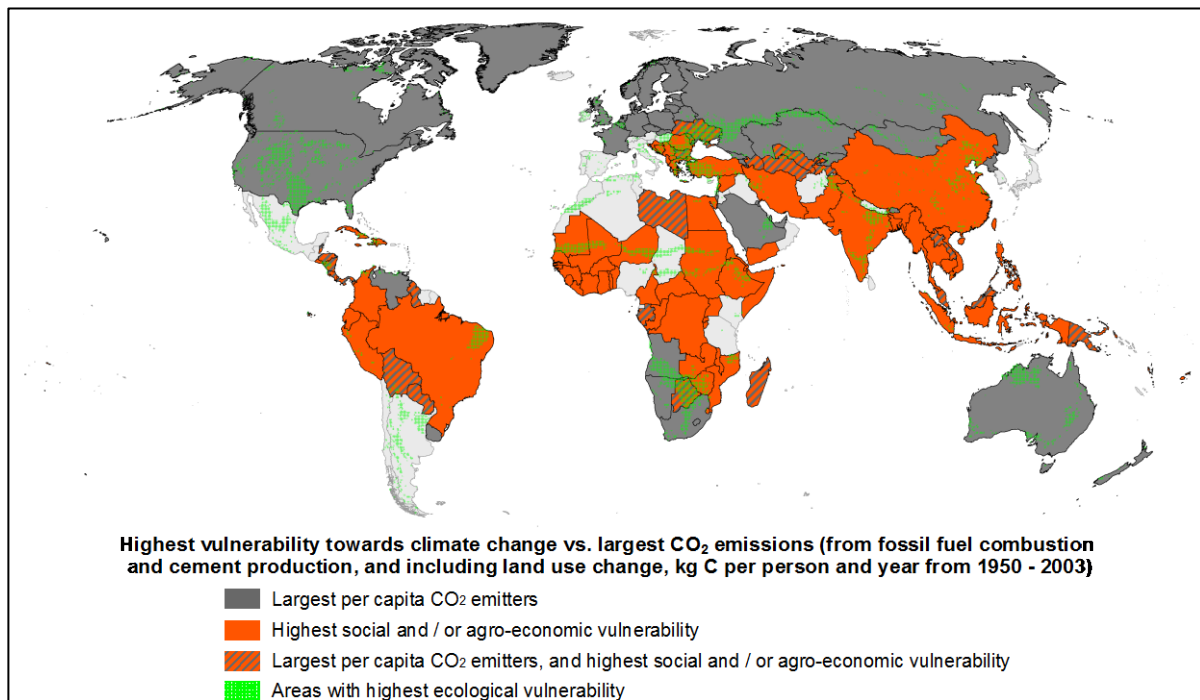 Highest vulnerability towards climate change vs. largest CO₂ emissions (from fossil fuel combustion
and cement production, and including land use change, kg C per person and year from 1950 - 2003)
Largest per capita CO₂ emitters
Highest social and / or agro-economic vulnerability
Largest per capita CO₂ emitters, and highest social and / or agro-economic vulnerability
Areas with highest ecological vulnerability